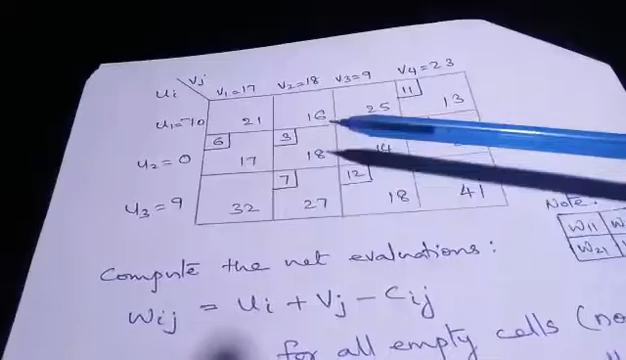 ui vj v1=17 v2=18 v3=9 v4=23
u1=-10 21 16 25 11 13
u2=0 6 17 3 18 14
u3=9 32 7 27 12 18 41
Note:
w11 w
w21
Compute the net evaluations:
wij = ui + vj - cij
for all empty cells (no